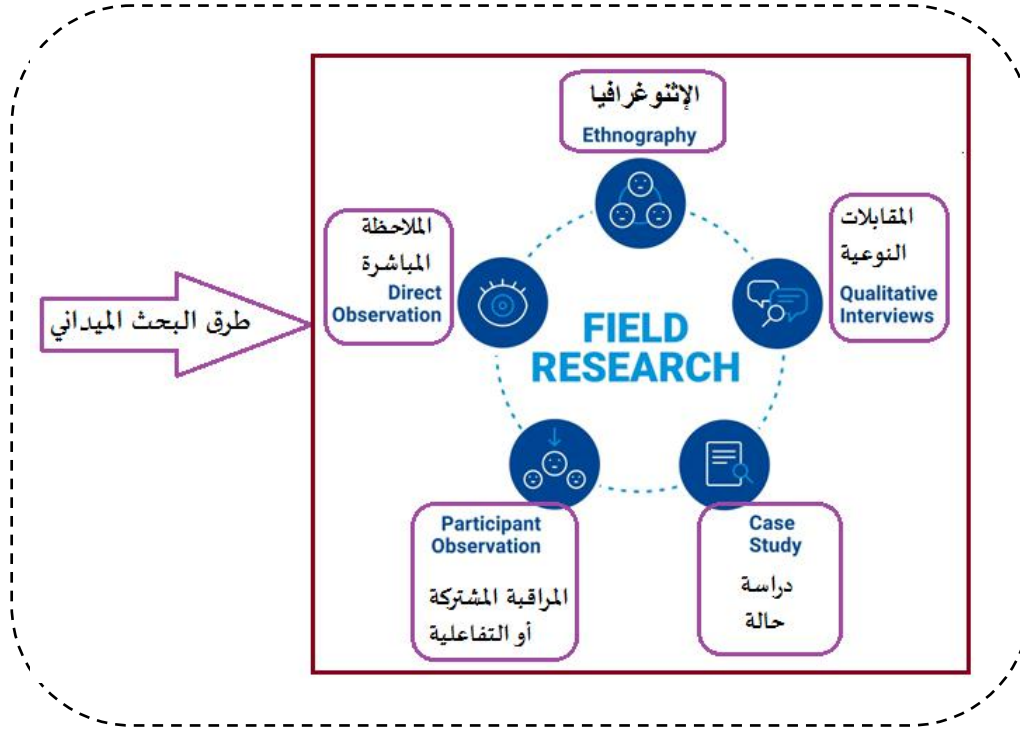 طرق البحث الميداني
الإثنوغرافيا
Ethnography
المقابلات
النوعية
Qualitative
Interviews
الملاحظة
المباشرة
Direct
Observation
FIELD
RESEARCH
Participant
Observation
المراقبة المشتركة
أو التفاعلية
Case
Study
دراسة
حالة